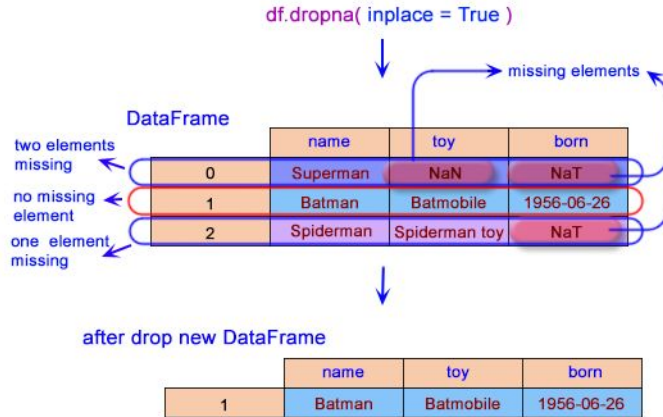 df.dropna( inplace = True )
missing elements
DataFrame
name toy born
two elements
missing
0 Superman NaN NaT
no missing
element
1 Batman Batmobile 1956-06-26
one element
missing
2 Spiderman Spiderman toy NaT
after drop new DataFrame
name toy born
1 Batman Batmobile 1956-06-26